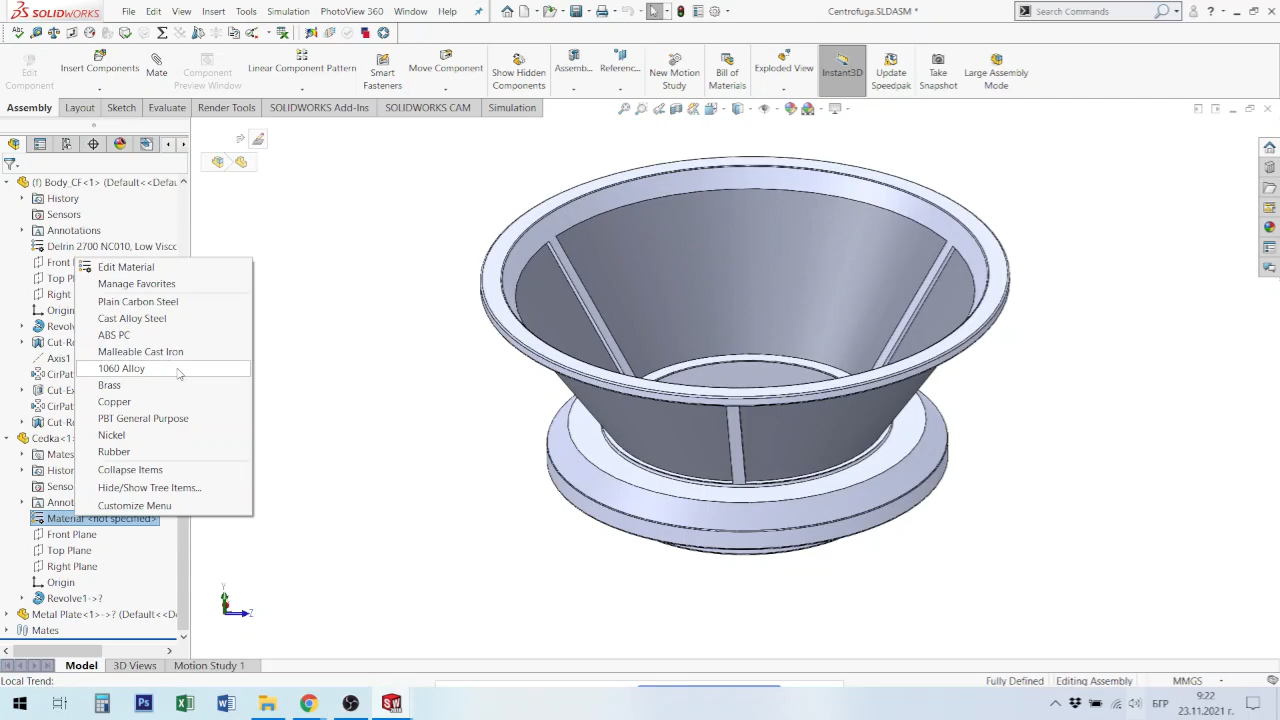 SOLIDWORKS
File
Edit
View
Insert
Tools
Simulation
PhotoView 360
Window
Help
Centrofuga.SLDASM *
Search Commands
Edit Component
Insert Components
Mate
Component Preview Window
Linear Component Pattern
Smart Fasteners
Move Component
Show Hidden Components
Assemb...
Referenc...
New Motion Study
Bill of Materials
Exploded View
Instant3D
Update Speedpak
Take Snapshot
Large Assembly Mode
Assembly
Layout
Sketch
Evaluate
Render Tools
SOLIDWORKS Add-Ins
SOLIDWORKS CAM
Simulation
(f) Body_CF<1> (Default<<Defau
History
Sensors
Annotations
Delrin 2700 NC010, Low Visco
Front
Top Pl
Right
Origin
Revolv
Cut-Re
Axis1
CirPat
Cut-Ex
CirPat
Cut-Re
Cedka<1>
Mates
Histor
Senso
Annot
Material <not specified>
Front Plane
Top Plane
Right Plane
Origin
Revolve1->?
Metal Plate<1>->? (Default<<De
Mates
Edit Material
Manage Favorites
Plain Carbon Steel
Cast Alloy Steel
ABS PC
Malleable Cast Iron
1060 Alloy
Brass
Copper
PBT General Purpose
Nickel
Rubber
Collapse Items
Hide/Show Tree Items...
Customize Menu
Y
Z
Model
3D Views
Motion Study 1
Local Trend:
Fully Defined
Editing Assembly
MMGS
БГР
9:22
23.11.2021 г.